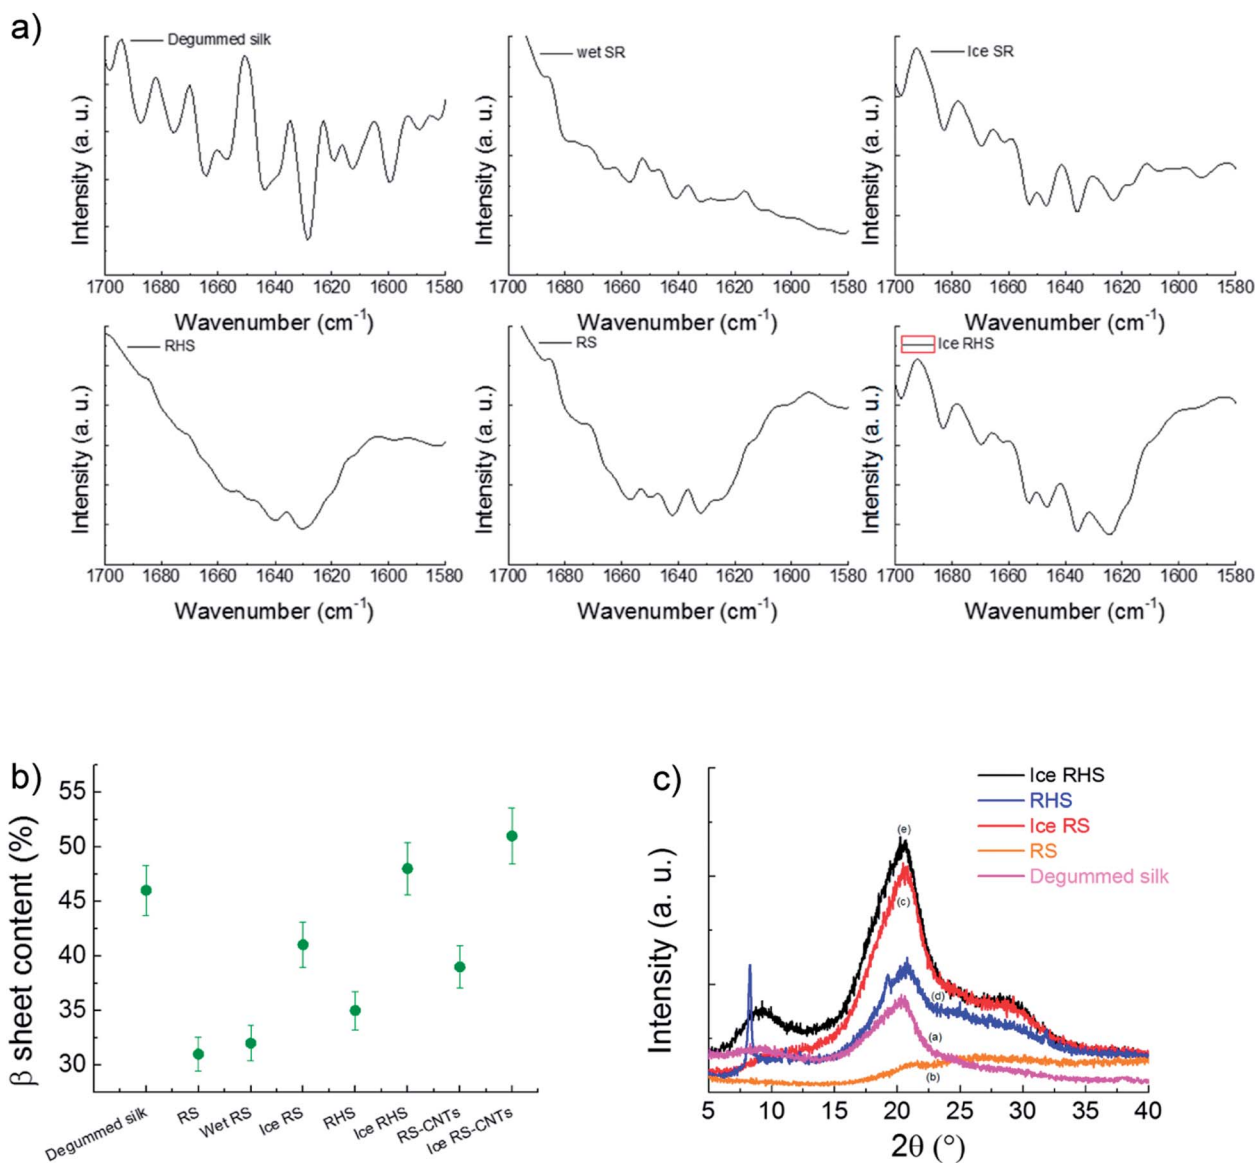 a)
Degummed silk
wet SR
Ice SR
Intensity (a. u.)
Intensity (a. u.)
Intensity (a. u.)
1700 1680 1660 1640 1620 1600 1580
1700 1680 1660 1640 1620 1600 1580
1700 1680 1660 1640 1620 1600 1580
Wavenumber (cm⁻¹)
Wavenumber (cm⁻¹)
Wavenumber (cm⁻¹)
RHS
RS
Ice RHS
Intensity (a. u.)
Intensity (a. u.)
Intensity (a. u.)
1700 1680 1660 1640 1620 1600 1580
1700 1680 1660 1640 1620 1600 1580
1700 1680 1660 1640 1620 1600 1580
Wavenumber (cm⁻¹)
Wavenumber (cm⁻¹)
Wavenumber (cm⁻¹)
b)
β sheet content (%)
55
50
45
40
35
30
Degummed silk
RS
Wet RS
Ice RS
RHS
Ice RHS
RS-CNTs
Ice RS-CNTs
c)
Ice RHS
RHS
Ice RS
RS
Degummed silk
Intensity (a. u.)
(e)
(c)
(d)
(a)
(b)
5 10 15 20 25 30 35 40
2θ (°)